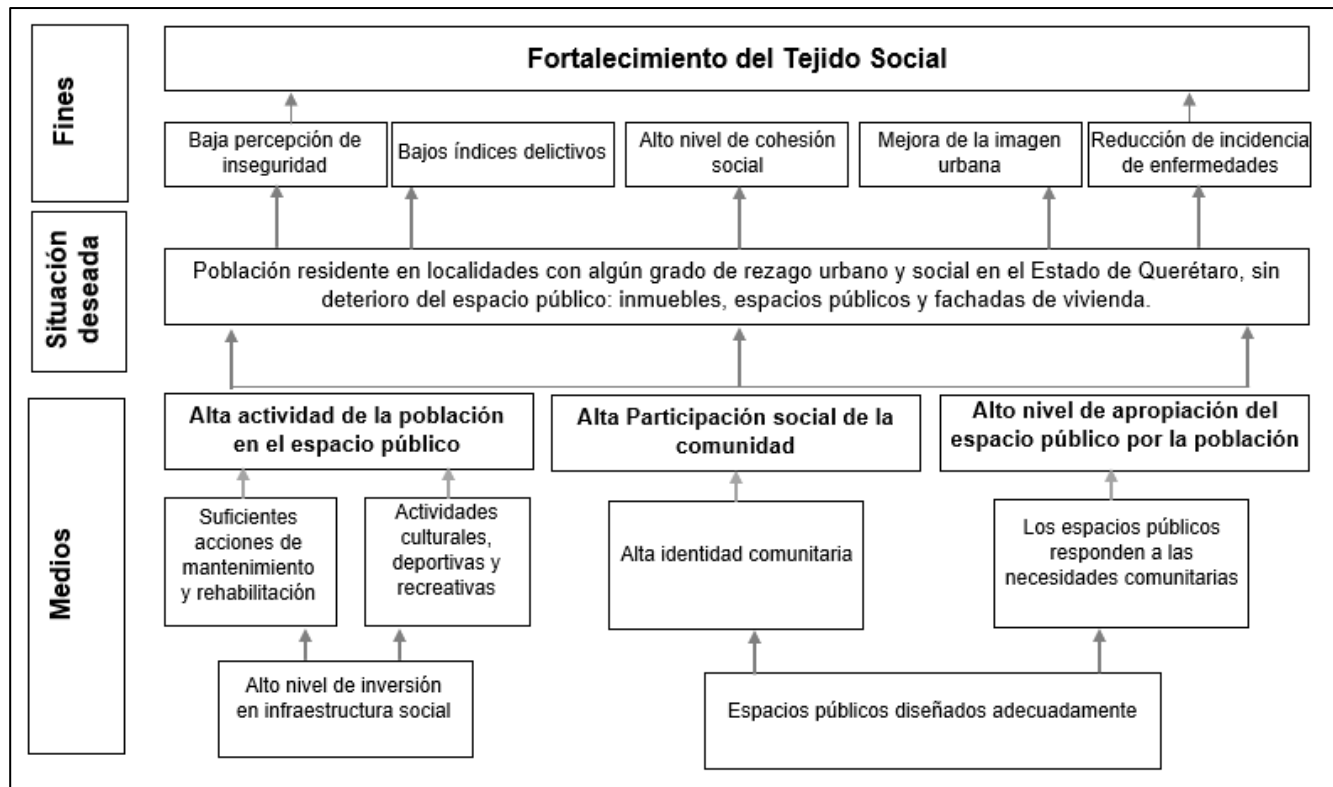 Fines
Fortalecimiento del Tejido Social
Baja percepción de
inseguridad
Bajos índices delictivos
Alto nivel de cohesión
social
Mejora de la imagen
urbana
Reducción de incidencia
de enfermedades
Situación
deseada
Población residente en localidades con algún grado de rezago urbano y social en el Estado de Querétaro, sin
deterioro del espacio público: inmuebles, espacios públicos y fachadas de vivienda.
Medios
Alta actividad de la población
en el espacio público
Alta Participación social de la
comunidad
Alto nivel de apropiación del
espacio público por la población
Suficientes
acciones de
mantenimiento
y rehabilitación
Actividades
culturales,
deportivas y
recreativas
Alta identidad comunitaria
Los espacios públicos
responden a las
necesidades comunitarias
Alto nivel de inversión
en infraestructura social
Espacios públicos diseñados adecuadamente